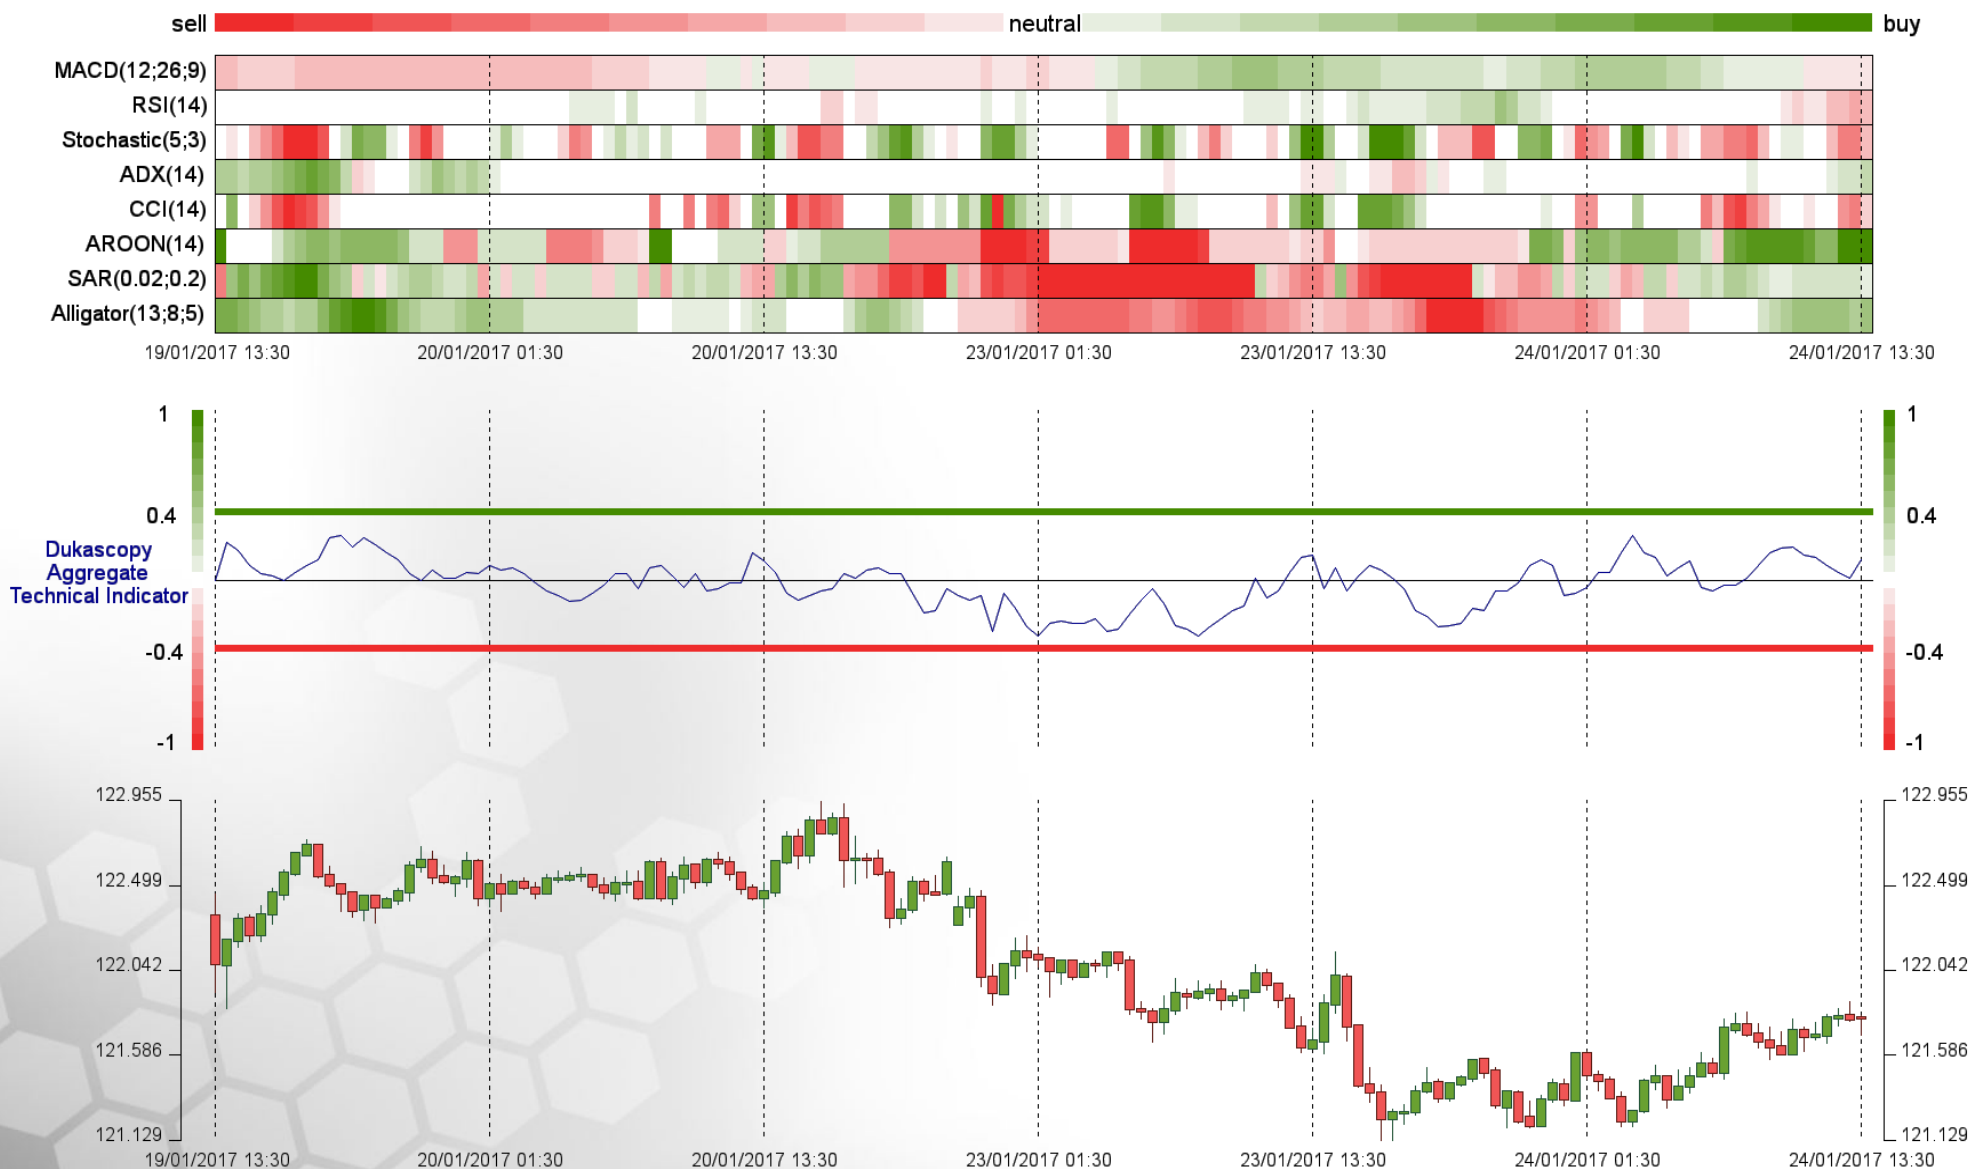 sell neutral buy
MACD(12;26;9)
RSI(14)
Stochastic(5;3)
ADX(14)
CCI(14)
AROON(14)
SAR(0.02;0.2)
Alligator(13;8;5)
19/01/2017 13:30 20/01/2017 01:30 20/01/2017 13:30 23/01/2017 01:30 23/01/2017 13:30 24/01/2017 01:30 24/01/2017 13:30
1 1
0.4 0.4
Dukascopy
Aggregate
Technical Indicator
-0.4 -0.4
-1 -1
122.955 122.955
122.499 122.499
122.042 122.042
121.586 121.586
121.129 121.129
19/01/2017 13:30 20/01/2017 01:30 20/01/2017 13:30 23/01/2017 01:30 23/01/2017 13:30 24/01/2017 01:30 24/01/2017 13:30